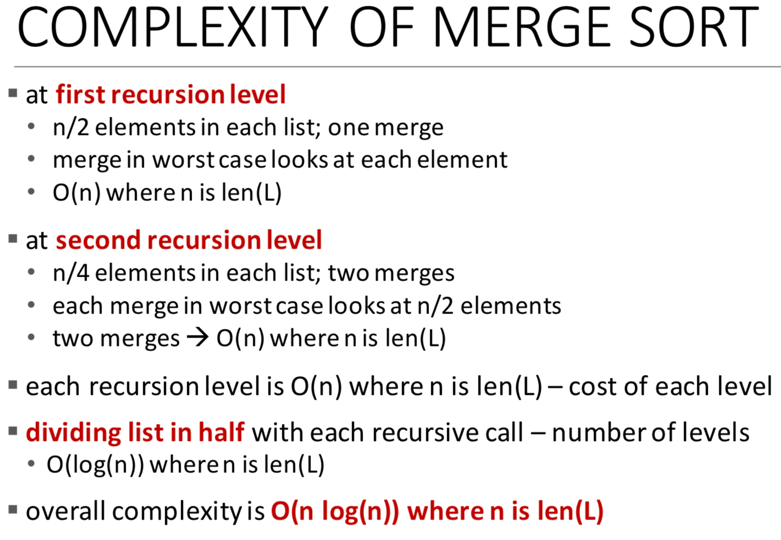 COMPLEXITY OF MERGE SORT
▪ at first recursion level
• n/2 elements in each list; one merge
• merge in worst case looks at each element
• O(n) where n is len(L)
▪ at second recursion level
• n/4 elements in each list; two merges
• each merge in worst case looks at n/2 elements
• two merges → O(n) where n is len(L)
▪ each recursion level is O(n) where n is len(L) – cost of each level
▪ dividing list in half with each recursive call – number of levels
• O(log(n)) where n is len(L)
▪ overall complexity is O(n log(n)) where n is len(L)